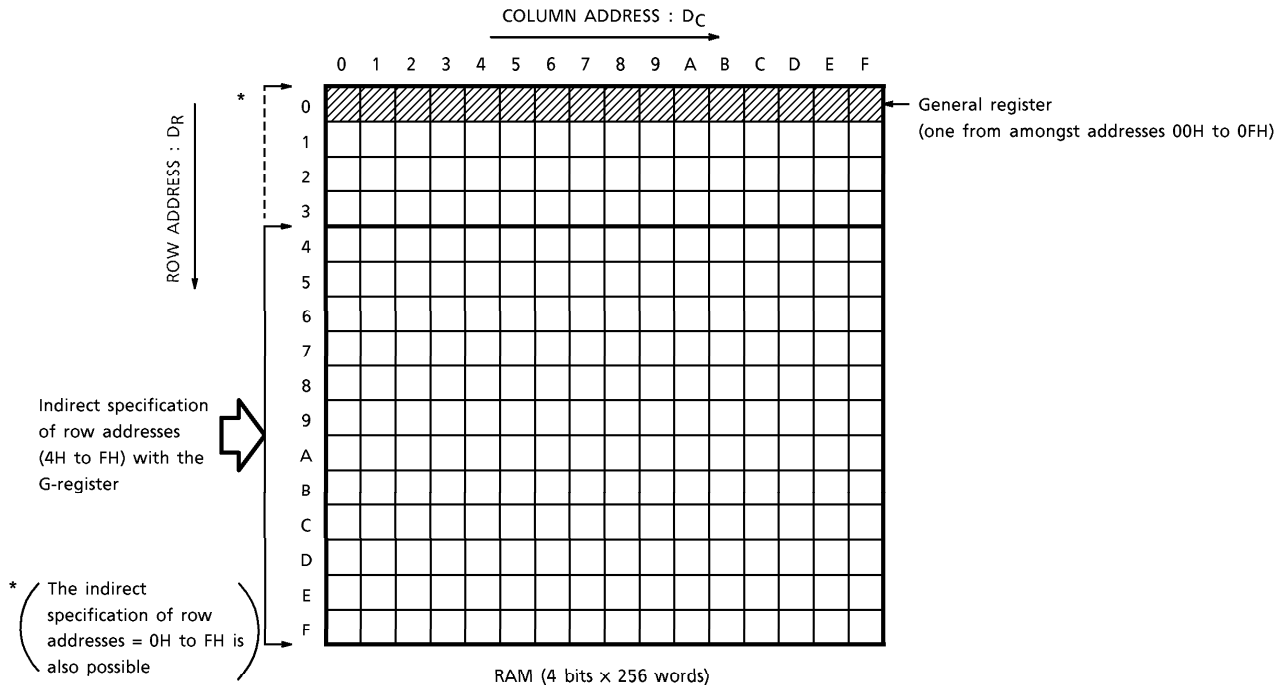 COLUMN ADDRESS : DC
0 1 2 3 4 5 6 7 8 9 A B C D E F
*
ROW ADDRESS : DR
0
1
2
3
4
5
6
7
8
9
A
B
C
D
E
F
General register
(one from amongst addresses 00H to 0FH)
Indirect specification
of row addresses
(4H to FH) with the
G-register
* The indirect
specification of row
addresses = 0H to FH is
also possible
RAM (4 bits x 256 words)